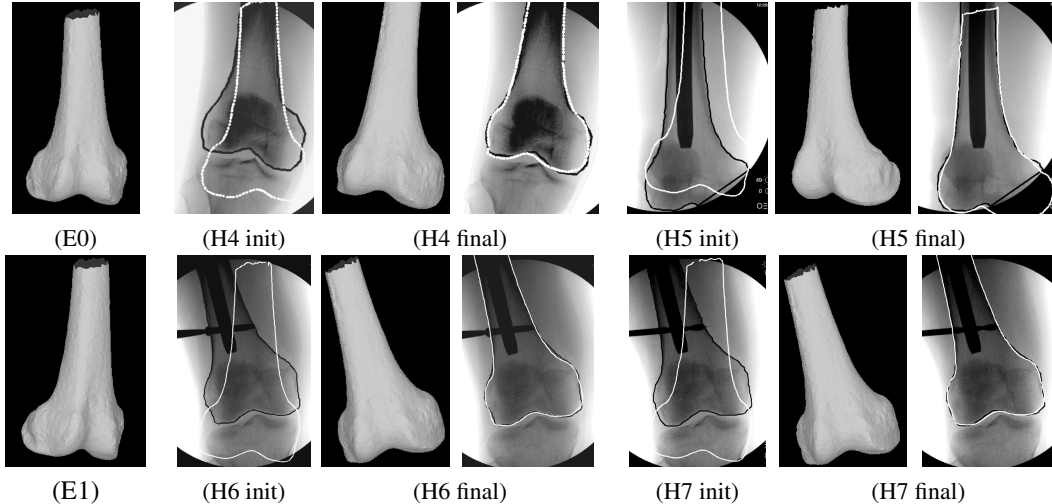 (E0) (H4 init) (H4 final) (H5 init) (H5 final)
(E1) (H6 init) (H6 final) (H7 init) (H7 final)